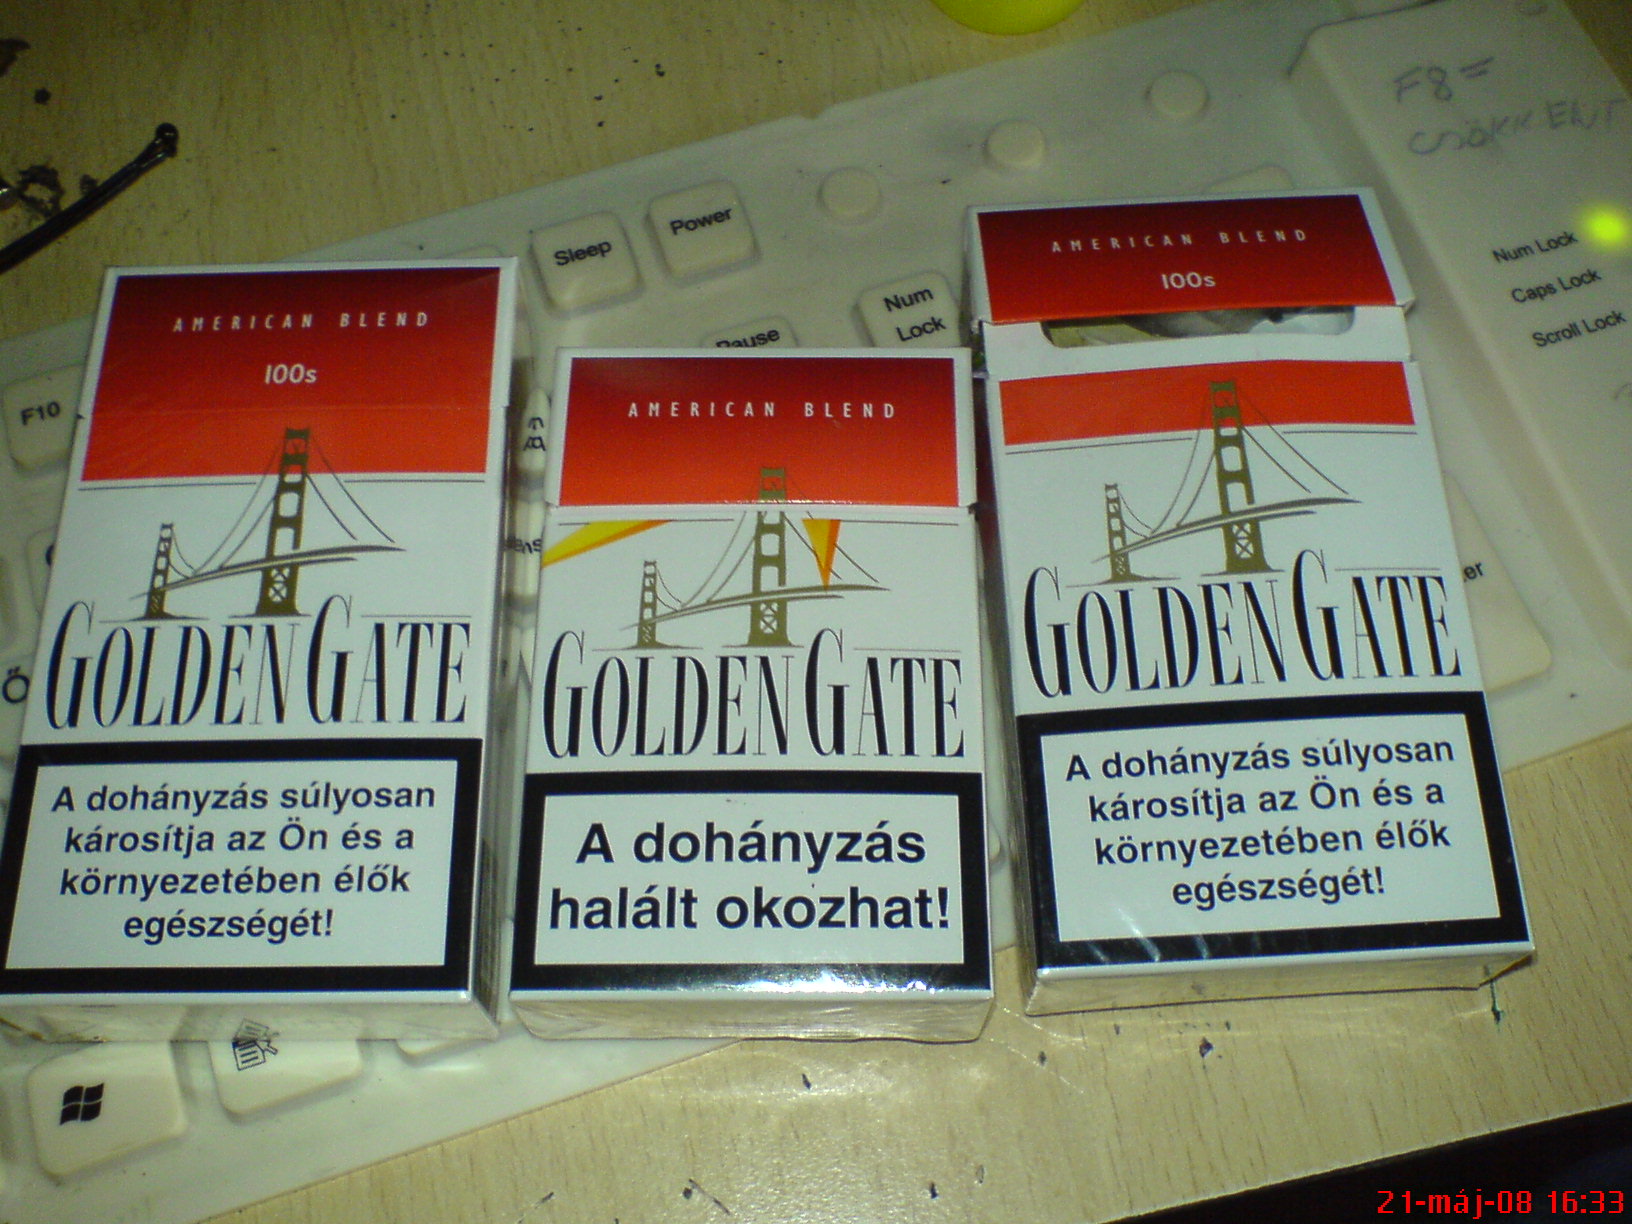 F8=
CSÖKKENT
Sleep
Power
Pause
Num
Lock
Num Lock
Caps Lock
Scroll Lock
F10
Ő
AMERICAN BLEND
100s
GOLDEN GATE
A dohányzás súlyosan
károsítja az Ön és a
környezetében élők
egészségét!
AMERICAN BLEND
GOLDEN GATE
A dohányzás
halált okozhat!
AMERICAN BLEND
100s
GOLDEN GATE
A dohányzás súlyosan
károsítja az Ön és a
környezetében élők
egészségét!
21-máj-08 16:33